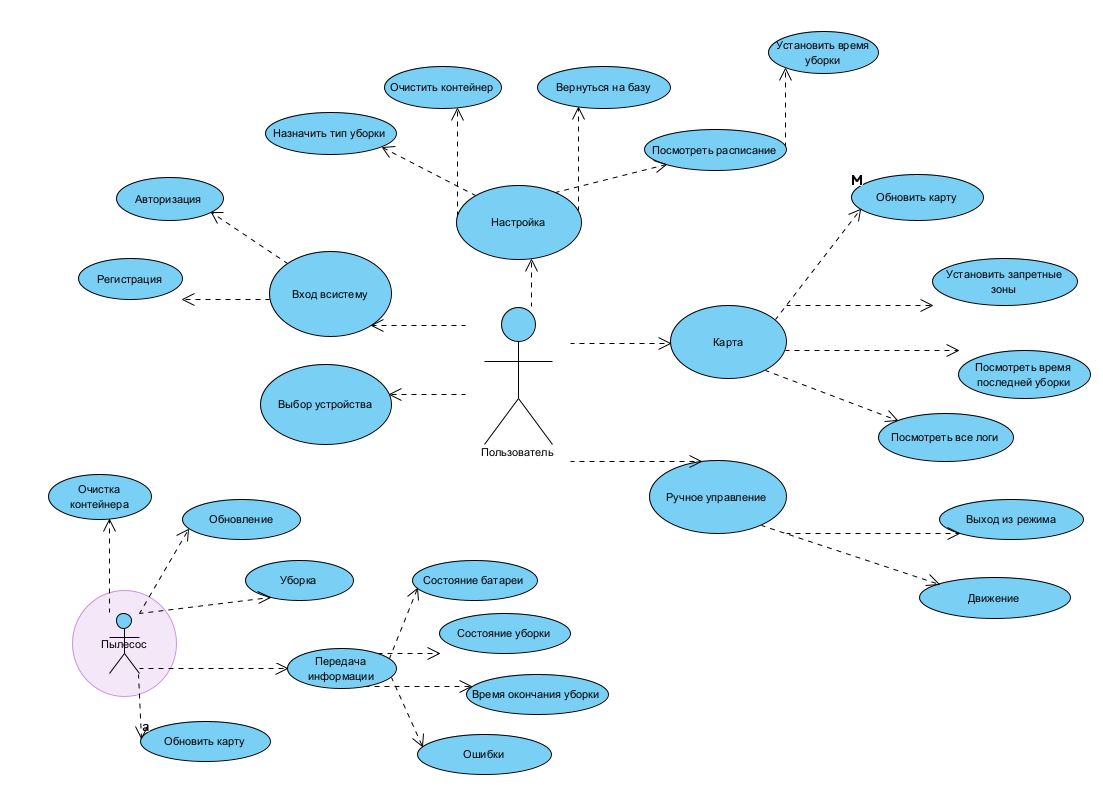 Установить время
уборки
Очистить контейнер
Вернуться на базу
Назначить тип уборки
Посмотреть расписание
М
Обновить карту
Авторизация
Настройка
Регистрация
Вход всистему
Установить запретные
зоны
Карта
Посмотреть время
последней уборки
Выбор устройства
Посмотреть все логи
Пользователь
Ручное управление
Очистка
контейнера
Обновление
Выход из режима
Уборка
Состояние батареи
Движение
Пылесос
Состояние уборки
Передача
информации
Время окончания уборки
а
Обновить карту
Ошибки